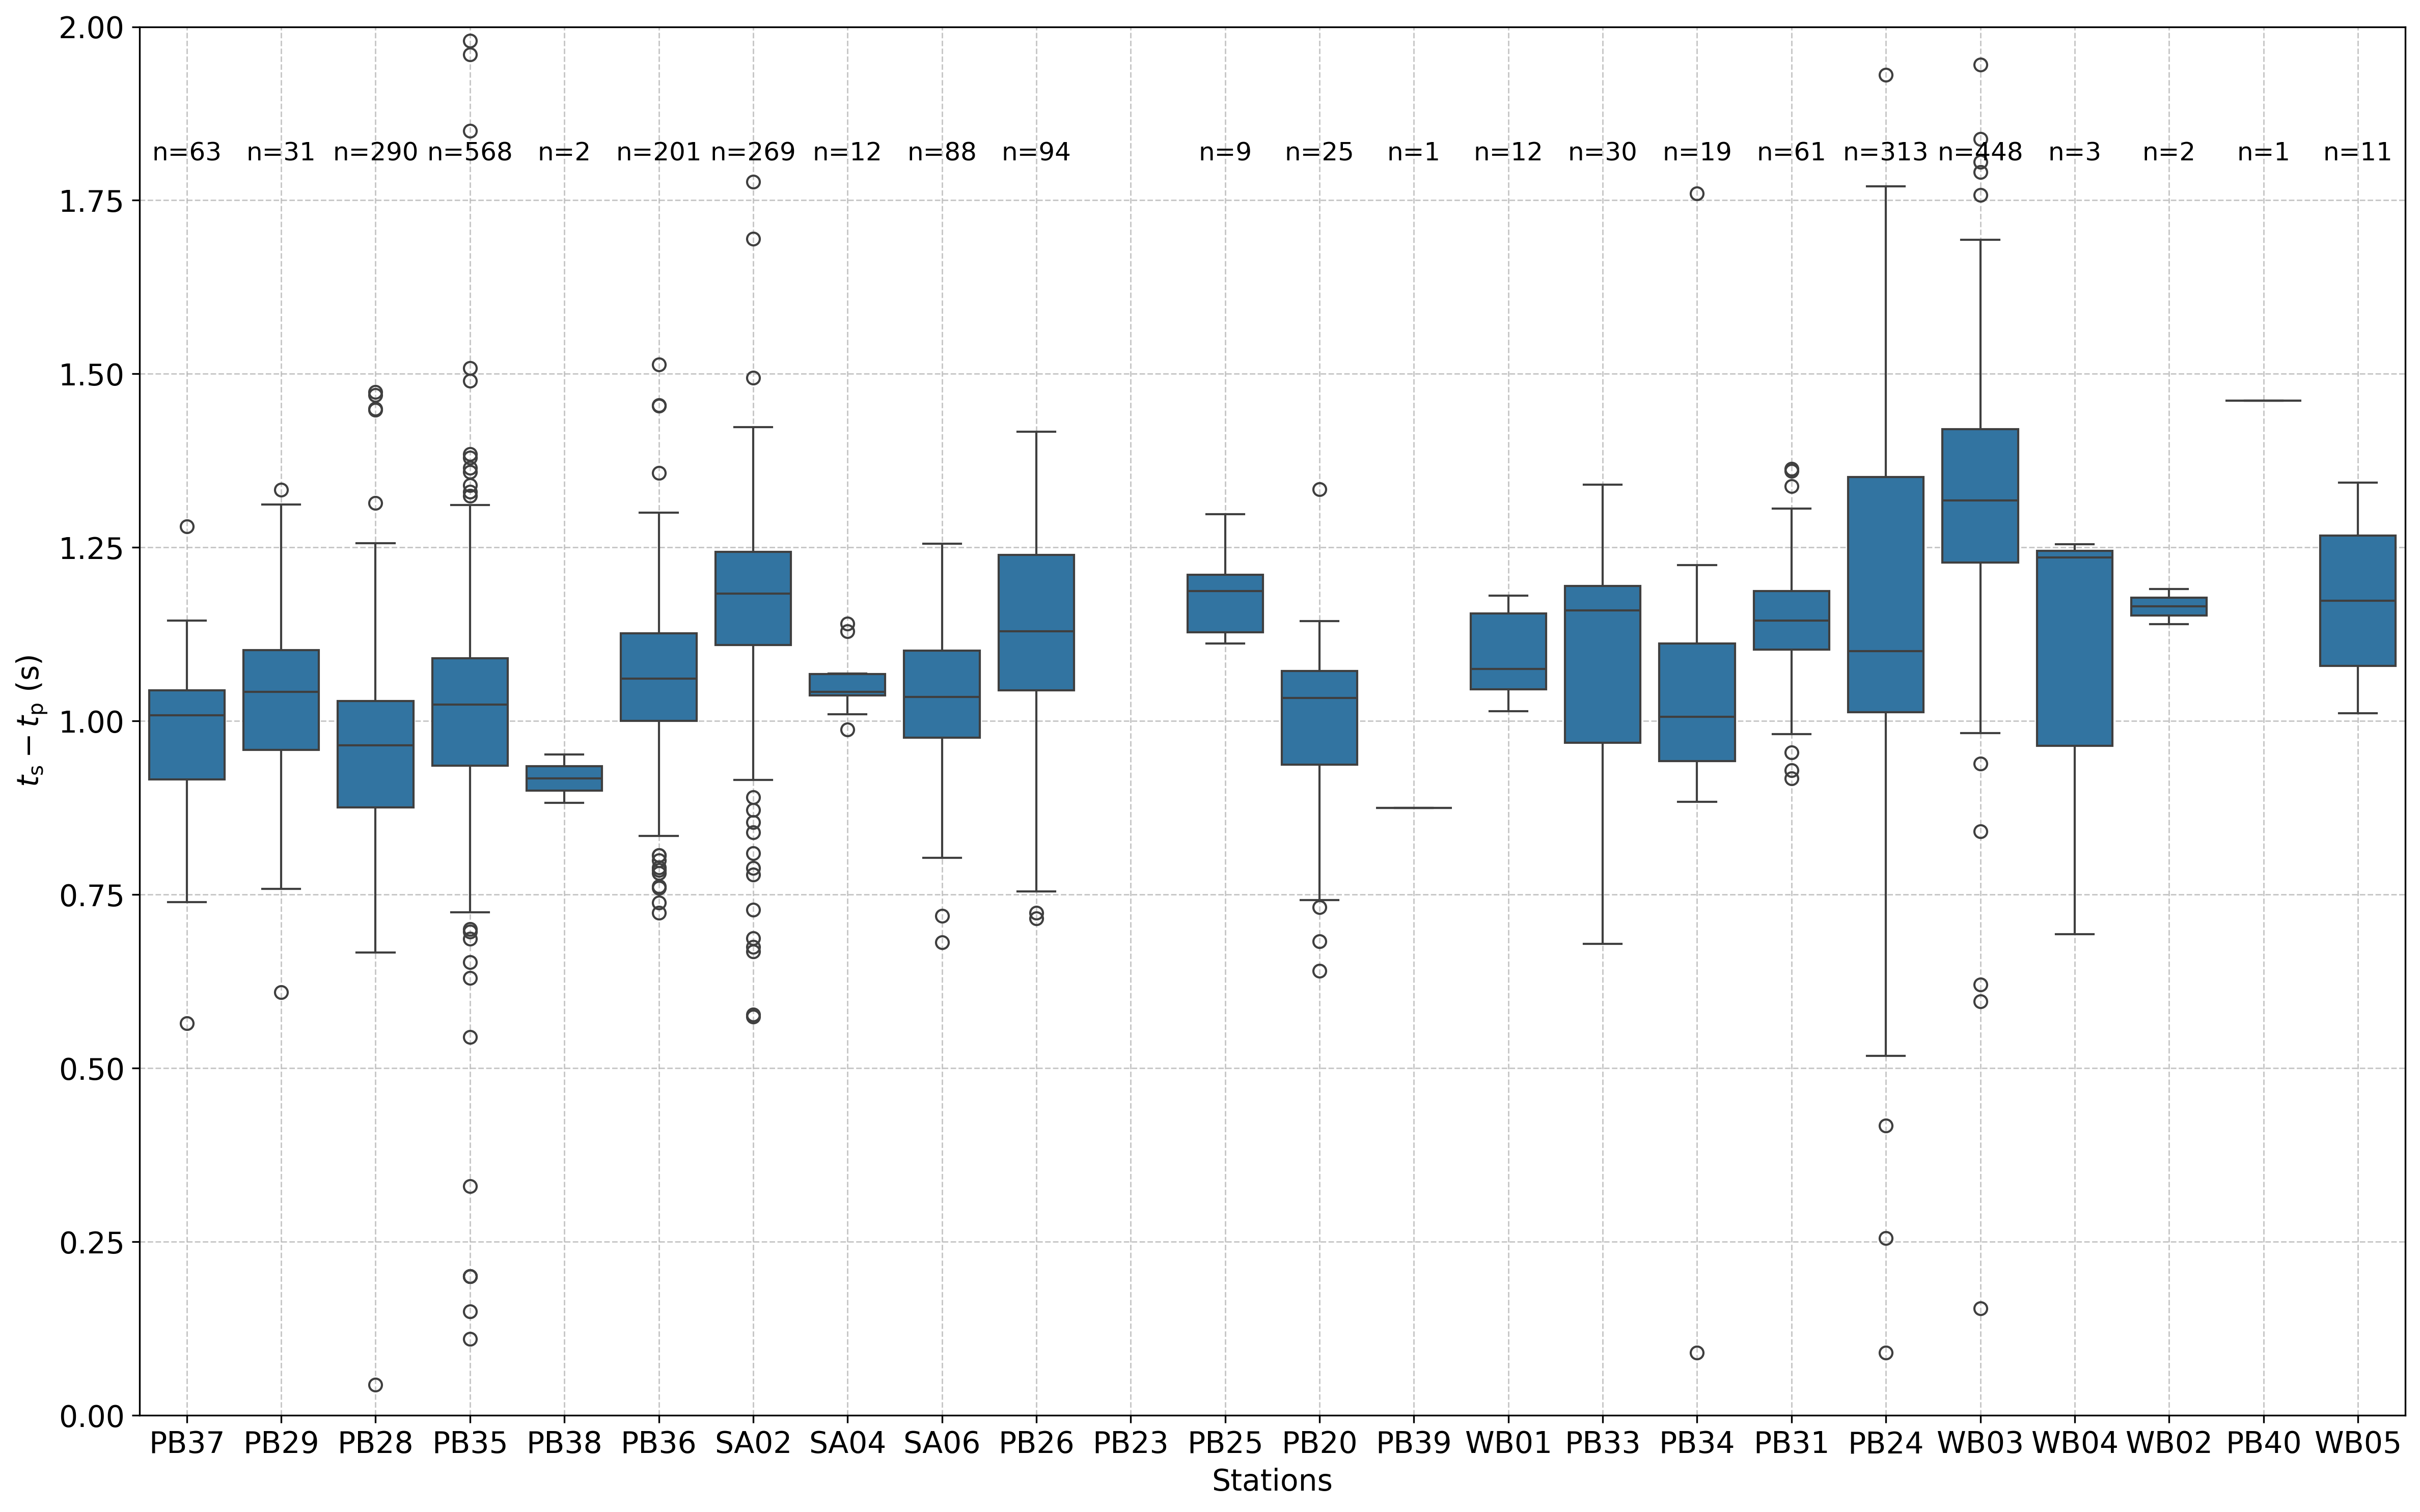 2.00
n=63 n=31 n=290 n=568 n=2 n=201 n=269 n=12 n=88 n=94 n=9 n=25 n=1 n=12 n=30 n=19 n=61 n=313 n=448 n=3 n=2 n=1 n=11
1.75
1.50
1.25
1.00
0.75
0.50
0.25
0.00
tₛ − tₚ (s)
PB37 PB29 PB28 PB35 PB38 PB36 SA02 SA04 SA06 PB26 PB23 PB25 PB20 PB39 WB01 PB33 PB34 PB31 PB24 WB03 WB04 WB02 PB40 WB05
Stations